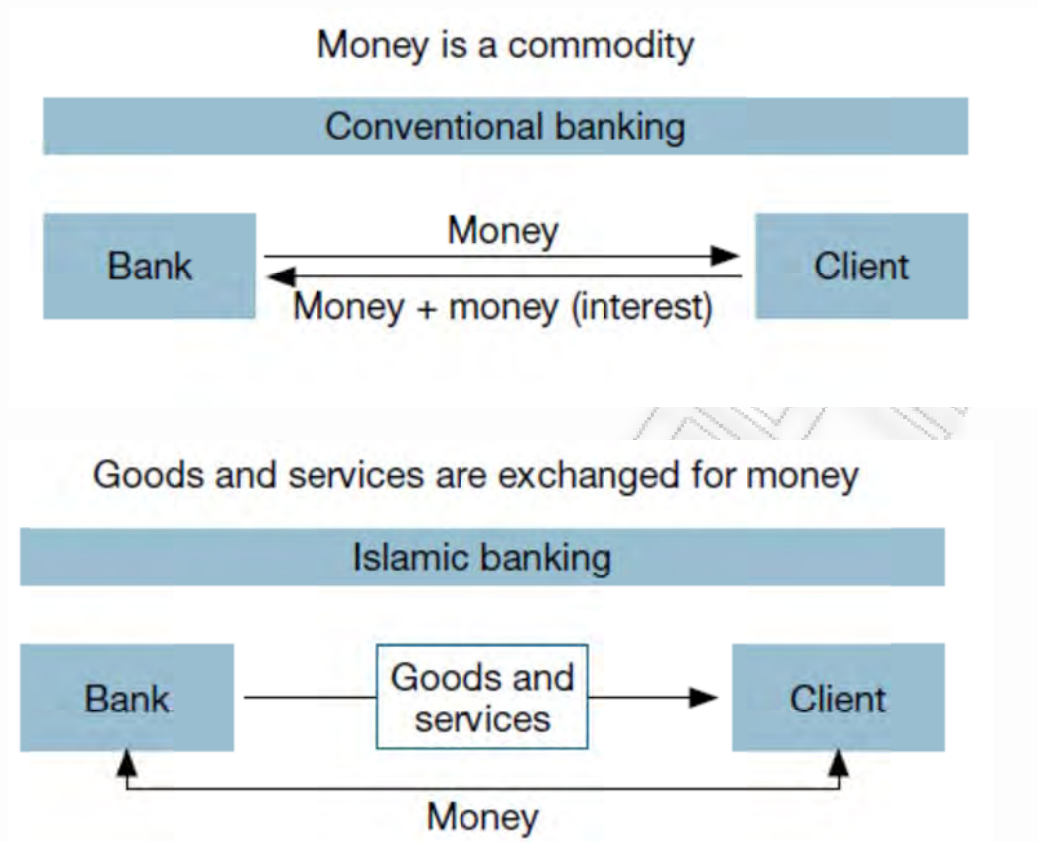 Money is a commodity
Conventional banking
Bank
Money
Client
Money + money (interest)
Goods and services are exchanged for money
Islamic banking
Bank
Goods and
services
Client
Money